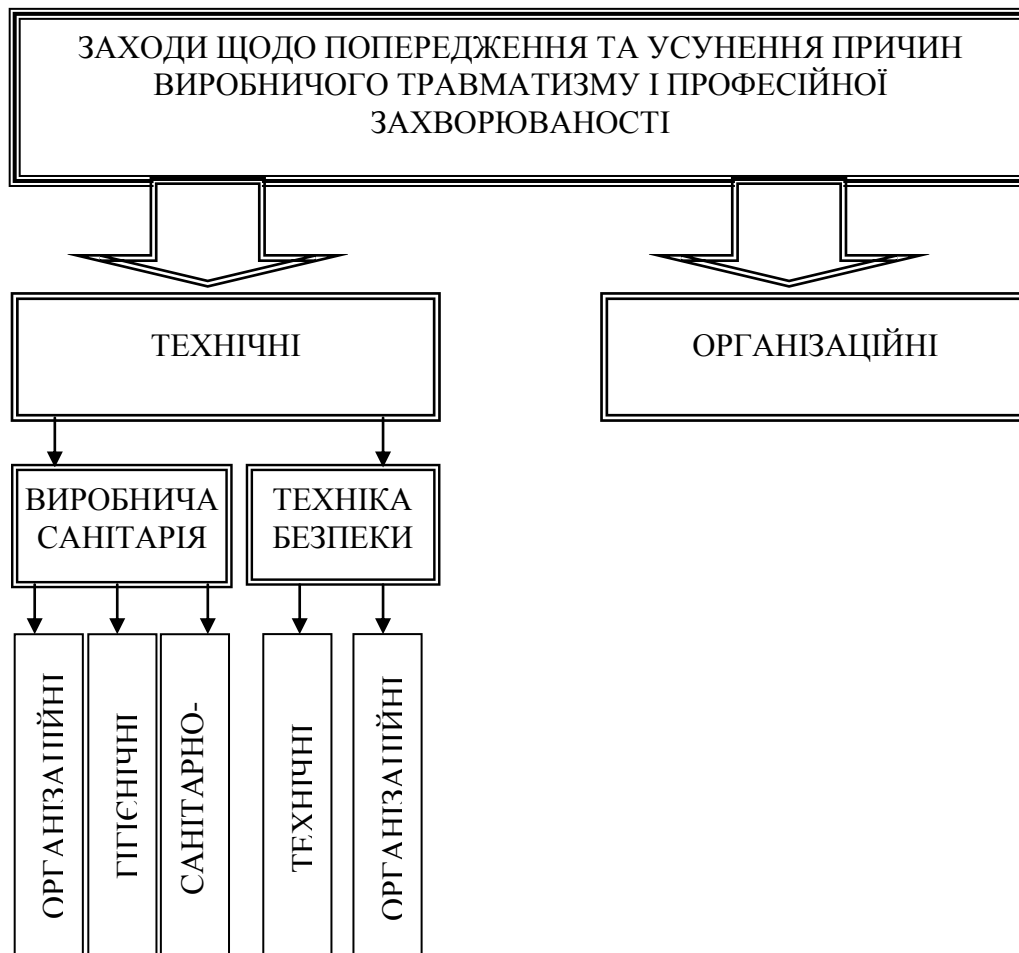 ЗАХОДИ ЩОДО ПОПЕРЕДЖЕННЯ ТА УСУНЕННЯ ПРИЧИН
ВИРОБНИЧОГО ТРАВМАТИЗМУ І ПРОФЕСІЙНОЇ
ЗАХВОРЮВАНОСТІ
ТЕХНІЧНІ
ОРГАНІЗАЦІЙНІ
ВИРОБНИЧА
САНІТАРІЯ
ТЕХНІКА
БЕЗПЕКИ
ОРГАНІЗАЦІЙНІ
ГІГІЄНІЧНІ
САНІТАРНО-
ТЕХНІЧНІ
ОРГАНІЗАЦІЙНІ